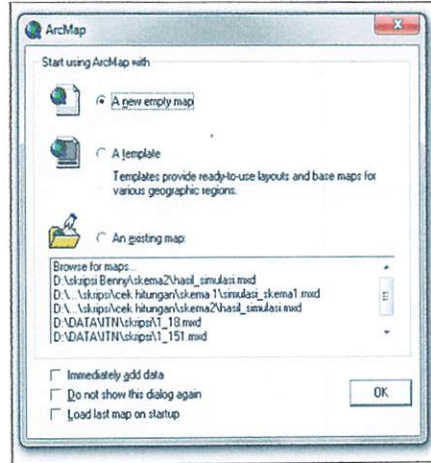 ArcMap
Start using ArcMap with
A new empty map
A template
Templates provide ready-to-use layouts and base maps for
various geographic regions.
An existing map:
Browse for maps...
D:\skripsi Benny\skema2\hasil_simulasi.mxd
D:\...\skripsi\cek hitungan\skema 1\simulasi_skema1.mxd
D:\...\skripsi\cek hitungan\skema2\hasil_simulasi.mxd
D:\DATA\ITN\skripsi\1_18.mxd
D:\DATA\ITN\skripsi\1_151.mxd
Immediately add data
Do not show this dialog again
Load last map on startup
OK